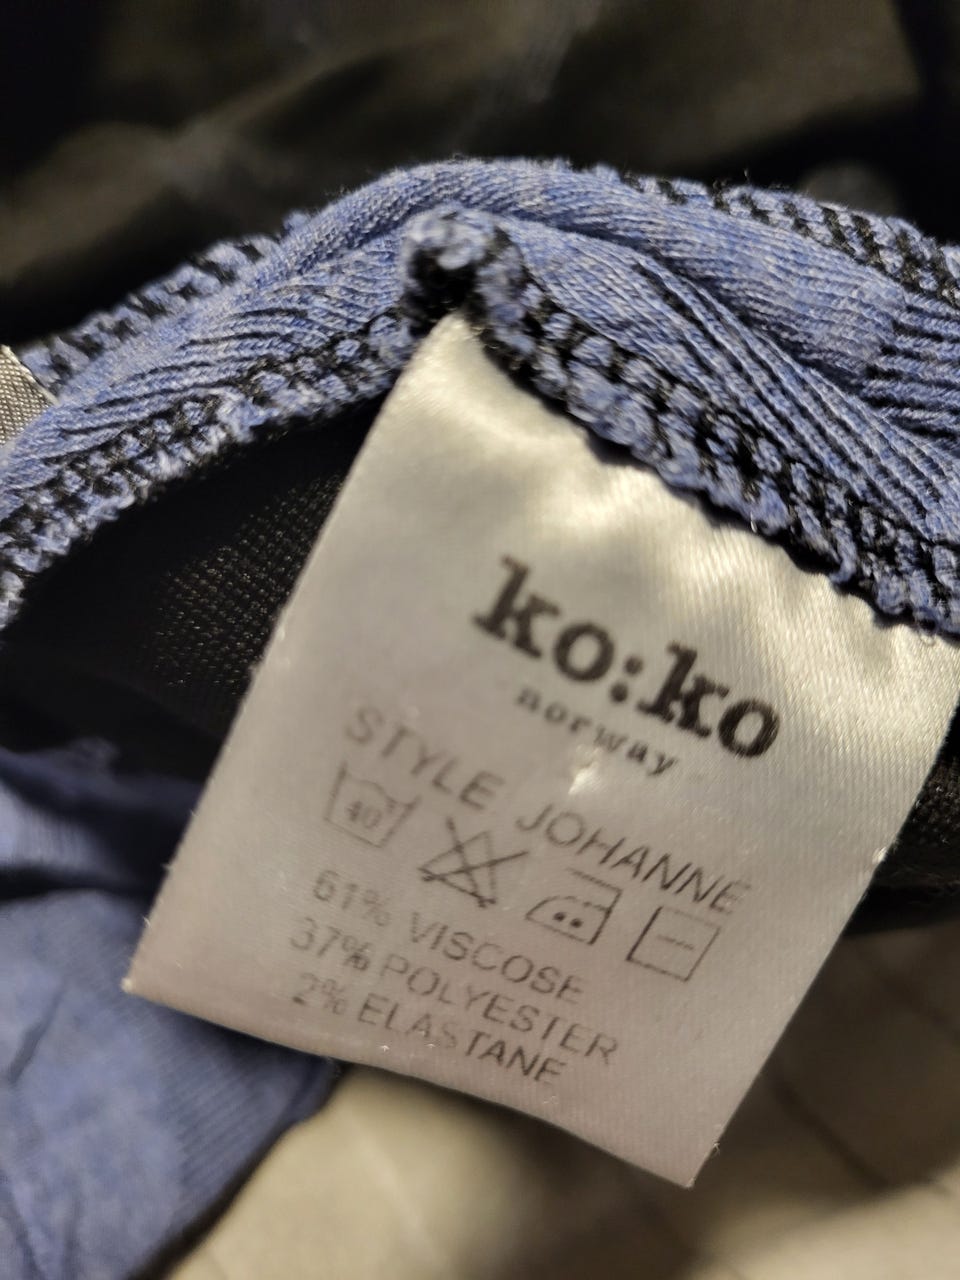 ko:ko
norway
STYLE JOHANNE
40°
61% VISCOSE
37% POLYESTER
2% ELASTANE